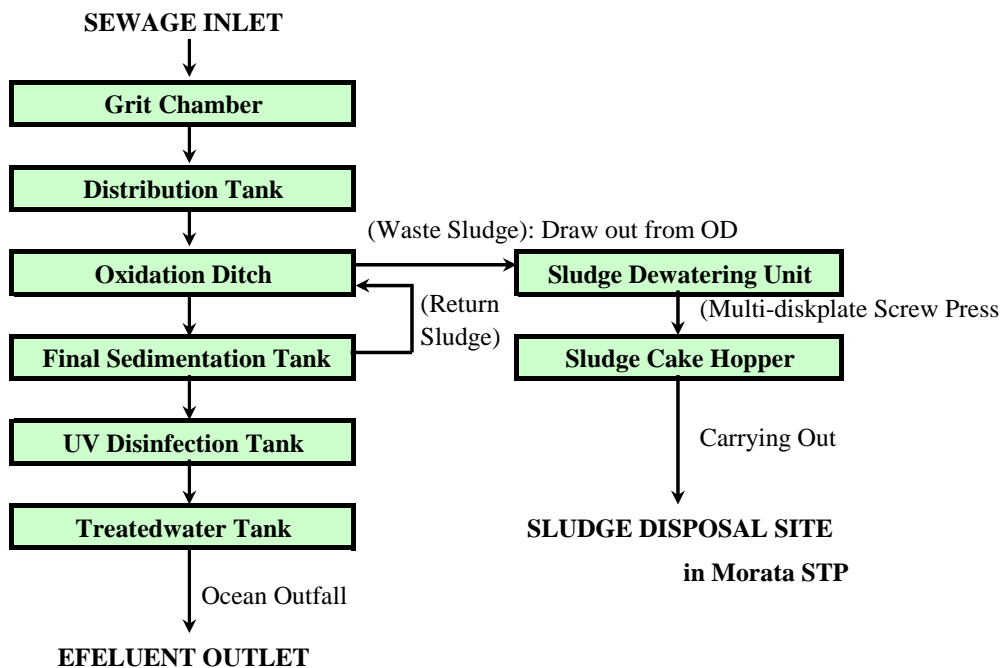 SEWAGE INLET
Grit Chamber
Distribution Tank
(Waste Sludge): Draw out from OD
Oxidation Ditch
Sludge Dewatering Unit
(Return
Sludge)
(Multi-diskplate Screw Press
Final Sedimentation Tank
Sludge Cake Hopper
UV Disinfection Tank
Carrying Out
Treatedwater Tank
SLUDGE DISPOSAL SITE
in Morata STP
Ocean Outfall
EFELUENT OUTLET